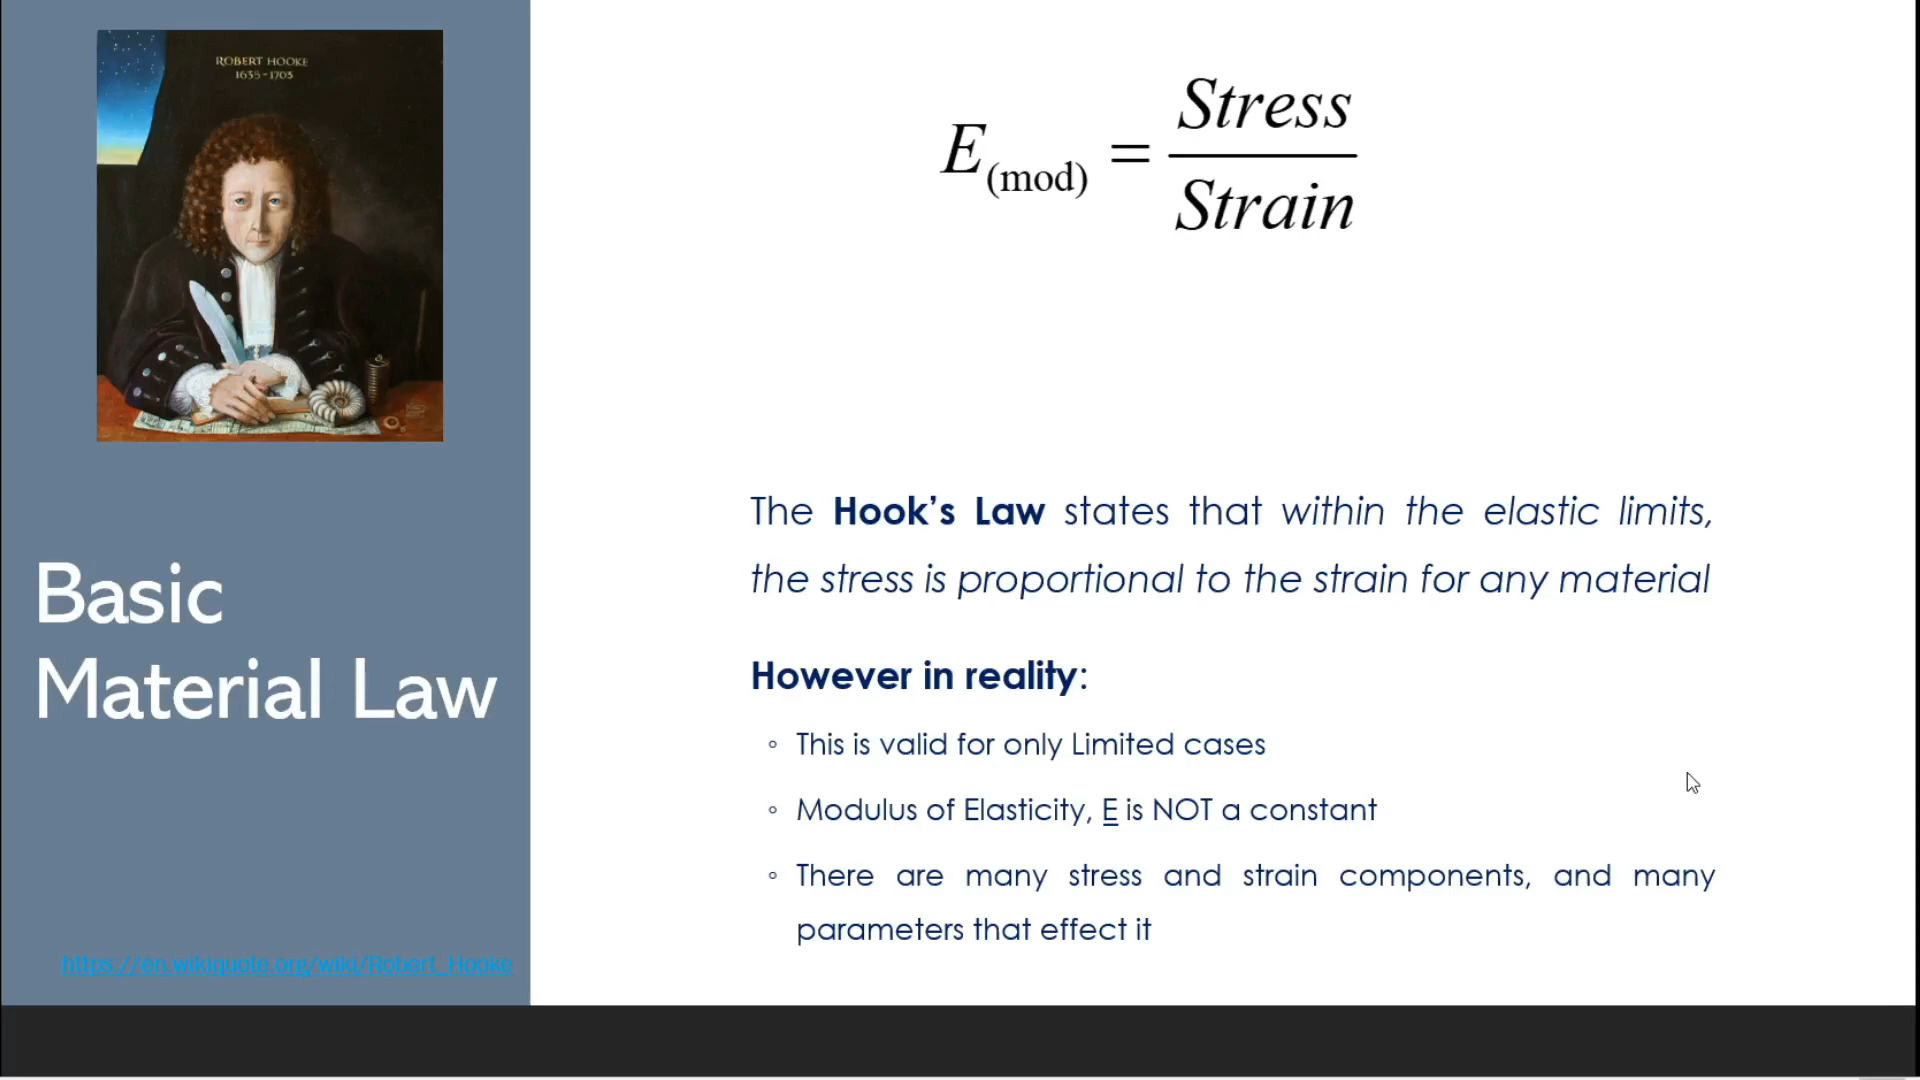 ROBERT HOOKE
1635-1703
Basic
Material Law
https://en.wikiquote.org/wiki/Robert_Hooke
E(mod) = Stress / Strain
The Hook’s Law states that within the elastic limits,
the stress is proportional to the strain for any material
However in reality:
◦ This is valid for only Limited cases
◦ Modulus of Elasticity, E is NOT a constant
◦ There are many stress and strain components, and many
parameters that effect it